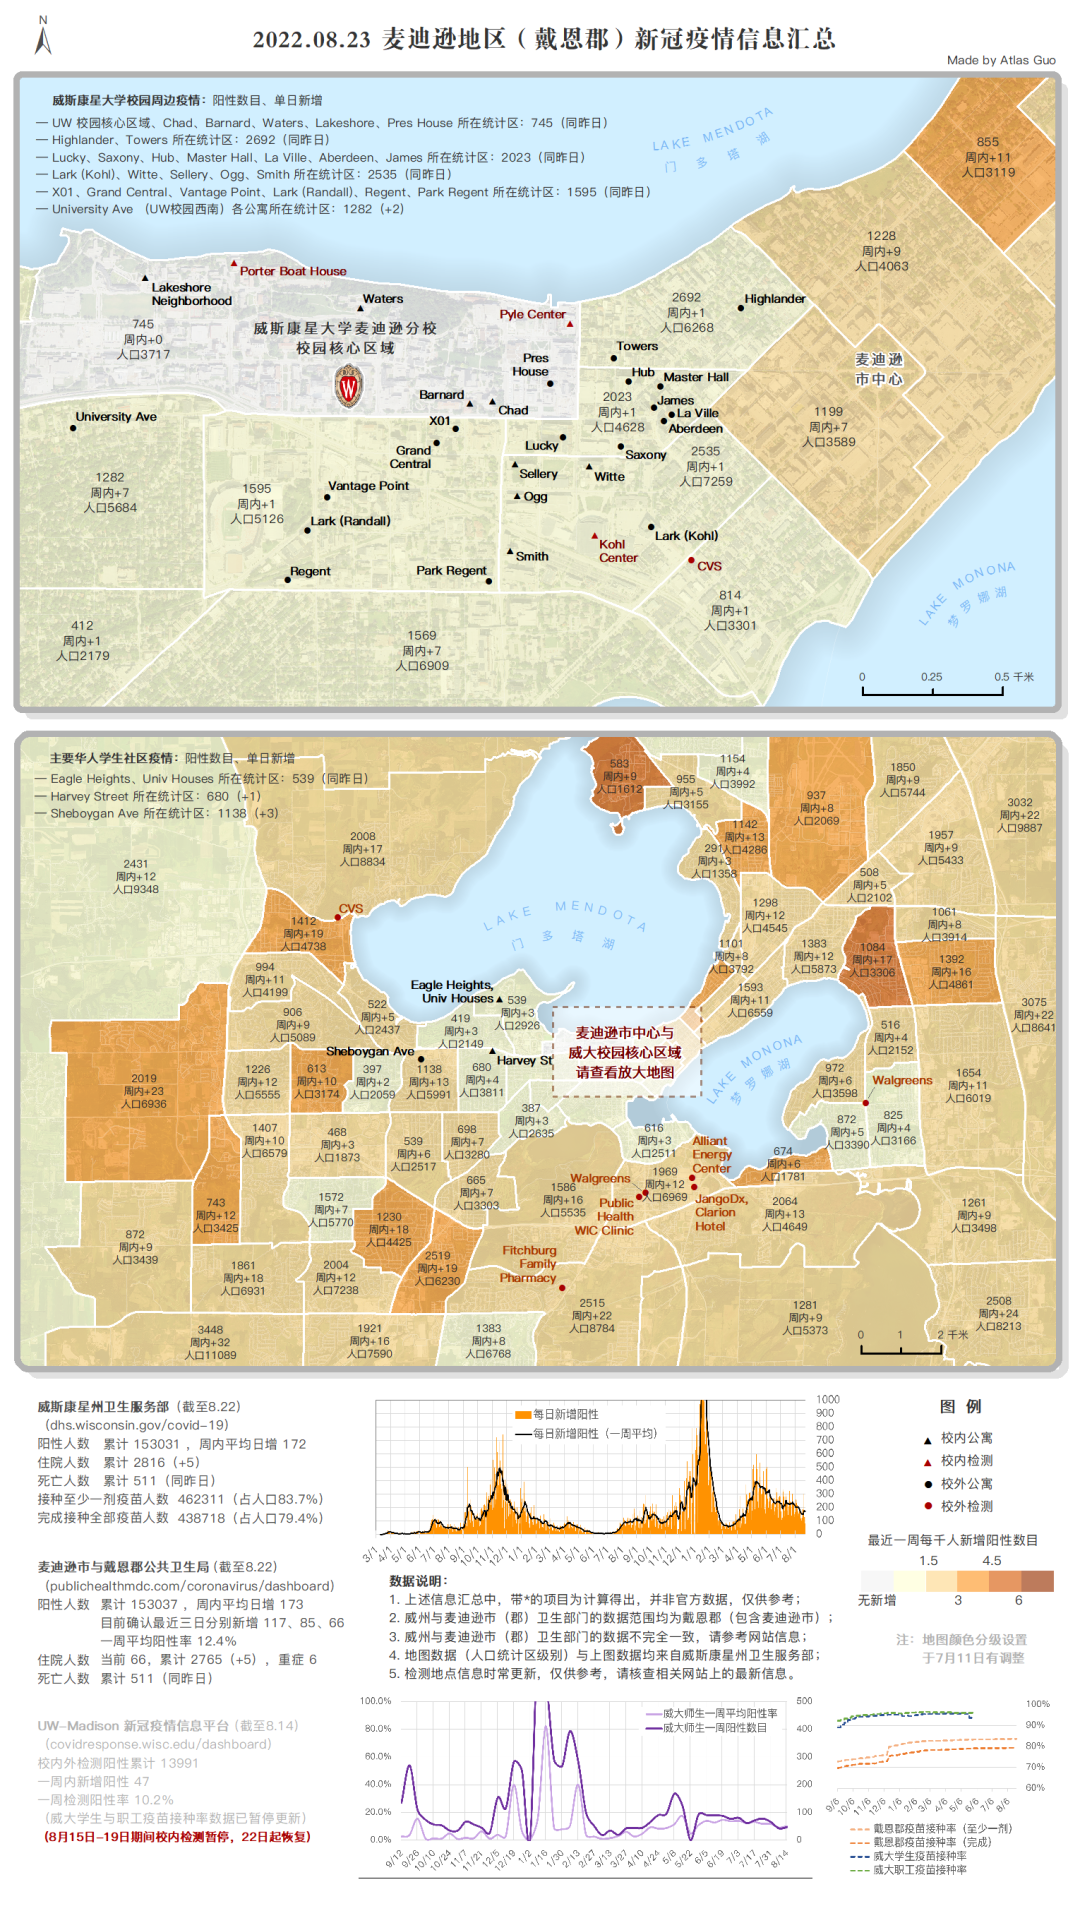 N
2022.08.23 麦迪逊地区（戴恩郡）新冠疫情信息汇总
Made by Atlas Guo
威斯康星大学校园周边疫情：阳性数目、单日新增
— UW 校园核心区域、Chad、Barnard、Waters、Lakeshore、Pres House 所在统计区：745（同昨日）
— Highlander、Towers 所在统计区：2692（同昨日）
— Lucky、Saxony、Hub、Master Hall、La Ville、Aberdeen、James 所在统计区：2023（同昨日）
— Lark (Kohl)、Witte、Sellery、Ogg、Smith 所在统计区：2535（同昨日）
— X01、Grand Central、Vantage Point、Lark (Randall)、Regent、Park Regent 所在统计区：1595（同昨日）
— University Ave （UW校园西南）各公寓所在统计区：1282（+2）
LAKE MENDOTA
门多塔湖
855
周内+11
人口3119
1228
周内+9
人口4063
Porter Boat House
Lakeshore
Neighborhood
Waters
745
周内+0
人口3717
威斯康星大学麦迪逊分校
校园核心区域
W
Pyle Center
2692
周内+1
人口6268
Highlander
Towers
Pres
House
Hub
Master Hall
麦迪逊
市中心
Barnard
Chad
2023
周内+1
人口4628
James
La Ville
Aberdeen
1199
周内+7
人口3589
University Ave
X01
Grand
Central
Lucky
Saxony
2535
周内+1
人口7259
1282
周内+7
人口5684
1595
周内+1
人口5126
Vantage Point
Sellery
Witte
Ogg
Lark (Randall)
Lark (Kohl)
Kohl
Center
Smith
CVS
Regent
Park Regent
LAKE MONONA
梦罗娜湖
814
周内+1
人口3301
412
周内+1
人口2179
1569
周内+7
人口6909
0 0.25 0.5 千米
主要华人学生社区疫情：阳性数目、单日新增
— Eagle Heights、Univ Houses 所在统计区：539（同昨日）
— Harvey Street 所在统计区：680（+1）
— Sheboygan Ave 所在统计区：1138（+3）
583
周内+9
人口1612
955
周内+5
人口3155
1154
周内+4
人口3992
937
周内+8
人口2069
1850
周内+9
人口5744
3032
周内+22
人口9887
2008
周内+17
人口8834
2431
周内+12
人口9348
1142
周内+13
人口4286
291
周内+3
人口1358
1957
周内+9
人口5433
508
周内+5
人口2102
CVS
1412
周内+19
人口4738
LAKE MENDOTA
门多塔湖
1298
周内+12
人口4545
1061
周内+8
人口3914
1101
周内+8
人口3792
1383
周内+12
人口5873
1084
周内+17
人口3306
1392
周内+16
人口4861
994
周内+11
人口4199
Eagle Heights,
Univ Houses
539
周内+3
人口2926
1593
周内+11
人口6559
3075
周内+22
人口8641
906
周内+9
人口5089
522
周内+5
人口2437
419
周内+3
人口2149
麦迪逊市中心与
威大校园核心区域
请查看放大地图
516
周内+4
人口2152
Sheboygan Ave
Harvey St
LAKE MONONA
梦罗娜湖
2019
周内+23
人口6936
1226
周内+12
人口5555
613
周内+10
人口3174
397
周内+2
人口2059
1138
周内+13
人口5991
680
周内+4
人口3811
972
周内+6
人口3598
Walgreens
1654
周内+11
人口6019
387
周内+3
人口2635
872
周内+5
人口3390
825
周内+4
人口3166
1407
周内+10
人口6579
468
周内+3
人口1873
539
周内+6
人口2517
698
周内+7
人口3280
616
周内+3
人口2511
Alliant
Energy
Center
674
周内+6
人口1781
1969
周内+12
人口6969
665
周内+7
人口3303
1586
周内+16
人口5535
Walgreens
Public
Health
WIC Clinic
JangoDx,
Clarion
Hotel
743
周内+12
人口3425
1572
周内+7
人口5770
1230
周内+18
人口4425
2064
周内+13
人口4649
1261
周内+9
人口3498
872
周内+9
人口3439
1861
周内+18
人口6931
2004
周内+12
人口7238
2519
周内+19
人口6230
Fitchburg
Family
Pharmacy
2515
周内+22
人口8784
1281
周内+9
人口5373
2508
周内+24
人口8213
3448
周内+32
人口11089
1921
周内+16
人口7590
1383
周内+8
人口6768
0 1 2 千米
威斯康星州卫生服务部（截至8.22）
（dhs.wisconsin.gov/covid-19）
阳性人数 累计 153031 ，周内平均日增 172
住院人数 累计 2816（+5）
死亡人数 累计 511（同昨日）
接种至少一剂疫苗人数 462311（占人口83.7%）
完成接种全部疫苗人数 438718（占人口79.4%）
麦迪逊市与戴恩郡公共卫生局（截至8.22）
（publichealthmdc.com/coronavirus/dashboard）
阳性人数 累计 153037 ，周内平均日增 173
目前确认最近三日分别新增 117、85、66
一周平均阳性率 12.4%
住院人数 当前 66，累计 2765（+5），重症 6
死亡人数 累计 511（同昨日）
UW-Madison 新冠疫情信息平台（截至8.14）
（covidresponse.wisc.edu/dashboard）
校内外检测阳性累计 13991
一周内新增阳性 47
一周检测阳性率 10.2%
（威大学生与职工疫苗接种率数据已暂停更新）
（8月15日-19日期间校内检测暂停，22日起恢复）
每日新增阳性
每日新增阳性（一周平均）
1000
900
800
700
600
500
400
300
200
100
0
3/1 4/1 5/1 6/1 7/1 8/1 9/1 10/1 11/1 12/1 1/1 2/1 3/1 4/1 5/1 6/1 7/1 8/1 9/1 10/1 11/1 12/1 1/1 2/1 3/1 4/1 5/1 6/1 7/1 8/1
数据说明：
1. 上述信息汇总中，带*的项目为计算得出，并非官方数据，仅供参考；
2. 威州与麦迪逊市（郡）卫生部门的数据范围均为戴恩郡（包含麦迪逊市）；
3. 威州与麦迪逊市（郡）卫生部门的数据不完全一致，请参考网站信息；
4. 地图数据（人口统计区级别）与上图数据均来自威斯康星州卫生服务部；
5. 检测地点信息时常更新，仅供参考，请核查相关网站上的最新信息。
图 例
校内公寓
校内检测
校外公寓
校外检测
最近一周每千人新增阳性数目
1.5 4.5
无新增 3 6
注：地图颜色分级设置
于7月11日有调整
威大师生一周平均阳性率
威大师生一周阳性数目
100.0%
80.0%
60.0%
40.0%
20.0%
0.0%
500
400
300
200
100
0
9/12 9/26 10/10 10/24 11/7 11/21 12/5 12/19 1/2 1/16 1/30 2/13 2/27 3/13 3/27 4/10 4/24 5/8 5/22 6/5 6/19 7/3 7/17 7/31 8/14
100%
90%
80%
70%
60%
9/6 10/6 11/6 12/6 1/6 2/6 3/6 4/6 5/6 6/6 7/6 8/6
戴恩郡疫苗接种率（至少一剂）
戴恩郡疫苗接种率（完成）
威大学生疫苗接种率
威大职工疫苗接种率